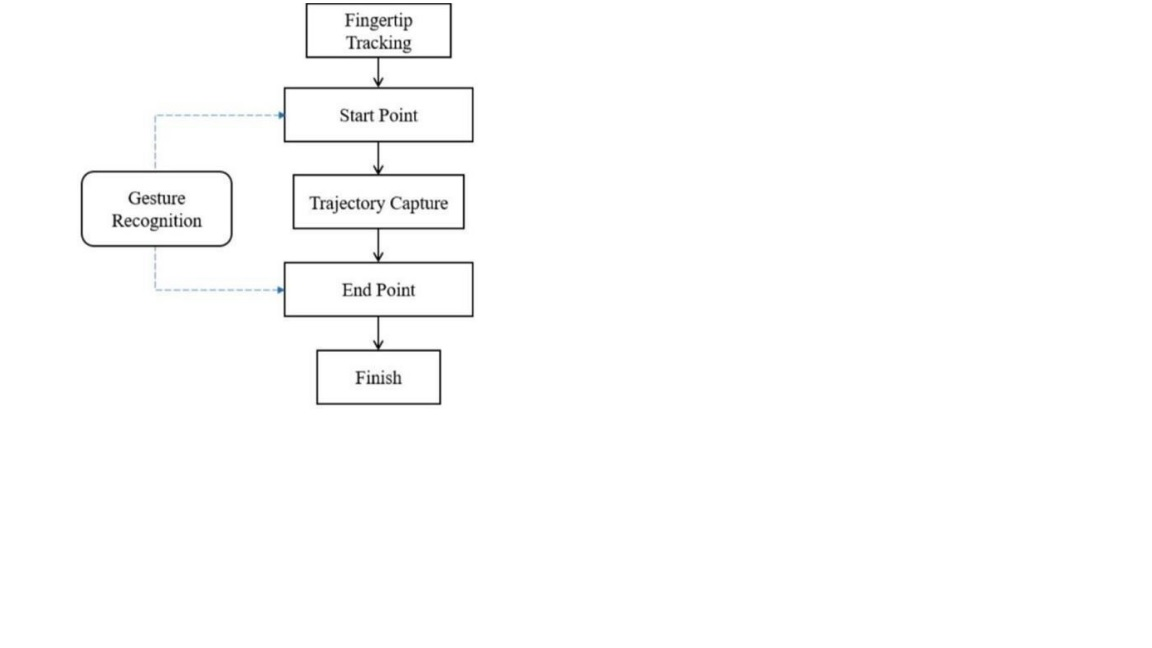 Fingertip
Tracking
Start Point
Gesture
Recognition
Trajectory Capture
End Point
Finish